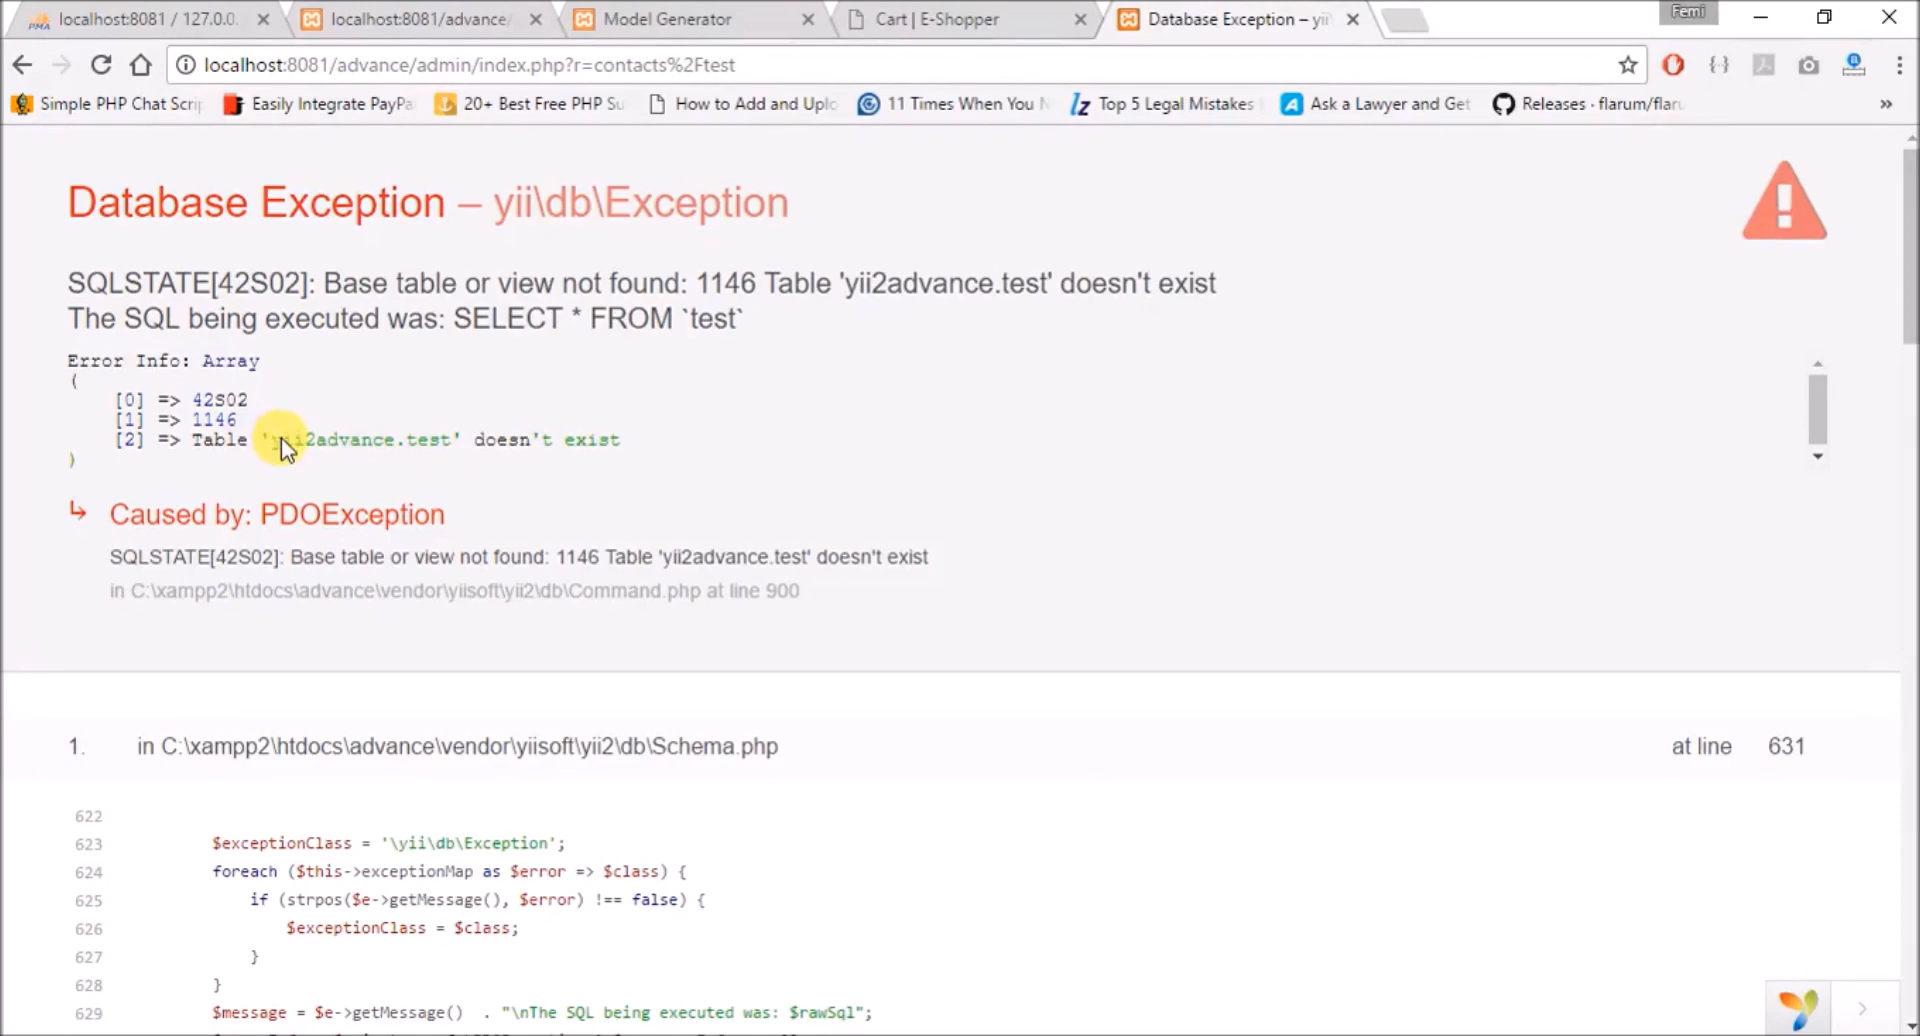 PMA localhost:8081 / 127.0.0. localhost:8081/advance/ Model Generator Cart | E-Shopper Database Exception – yii Femi
localhost:8081/advance/admin/index.php?r=contacts%2Ftest
Simple PHP Chat Scri Easily Integrate PayPa 20+ Best Free PHP Su How to Add and Uplo 11 Times When You N Top 5 Legal Mistakes Ask a Lawyer and Get Releases · flarum/flaru »
Database Exception – yii\db\Exception
SQLSTATE[42S02]: Base table or view not found: 1146 Table 'yii2advance.test' doesn't exist
The SQL being executed was: SELECT * FROM `test`
Error Info: Array
(
[0] => 42S02
[1] => 1146
[2] => Table 'yii2advance.test' doesn't exist
)
↳ Caused by: PDOException
SQLSTATE[42S02]: Base table or view not found: 1146 Table 'yii2advance.test' doesn't exist
in C:\xampp2\htdocs\advance\vendor\yiisoft\yii2\db\Command.php at line 900
1. in C:\xampp2\htdocs\advance\vendor\yiisoft\yii2\db\Schema.php at line 631
622
623 $exceptionClass = '\yii\db\Exception';
624 foreach ($this->exceptionMap as $error => $class) {
625 if (strpos($e->getMessage(), $error) !== false) {
626 $exceptionClass = $class;
627 }
628 }
629 $message = $e->getMessage() . "\nThe SQL being executed was: $rawSql";